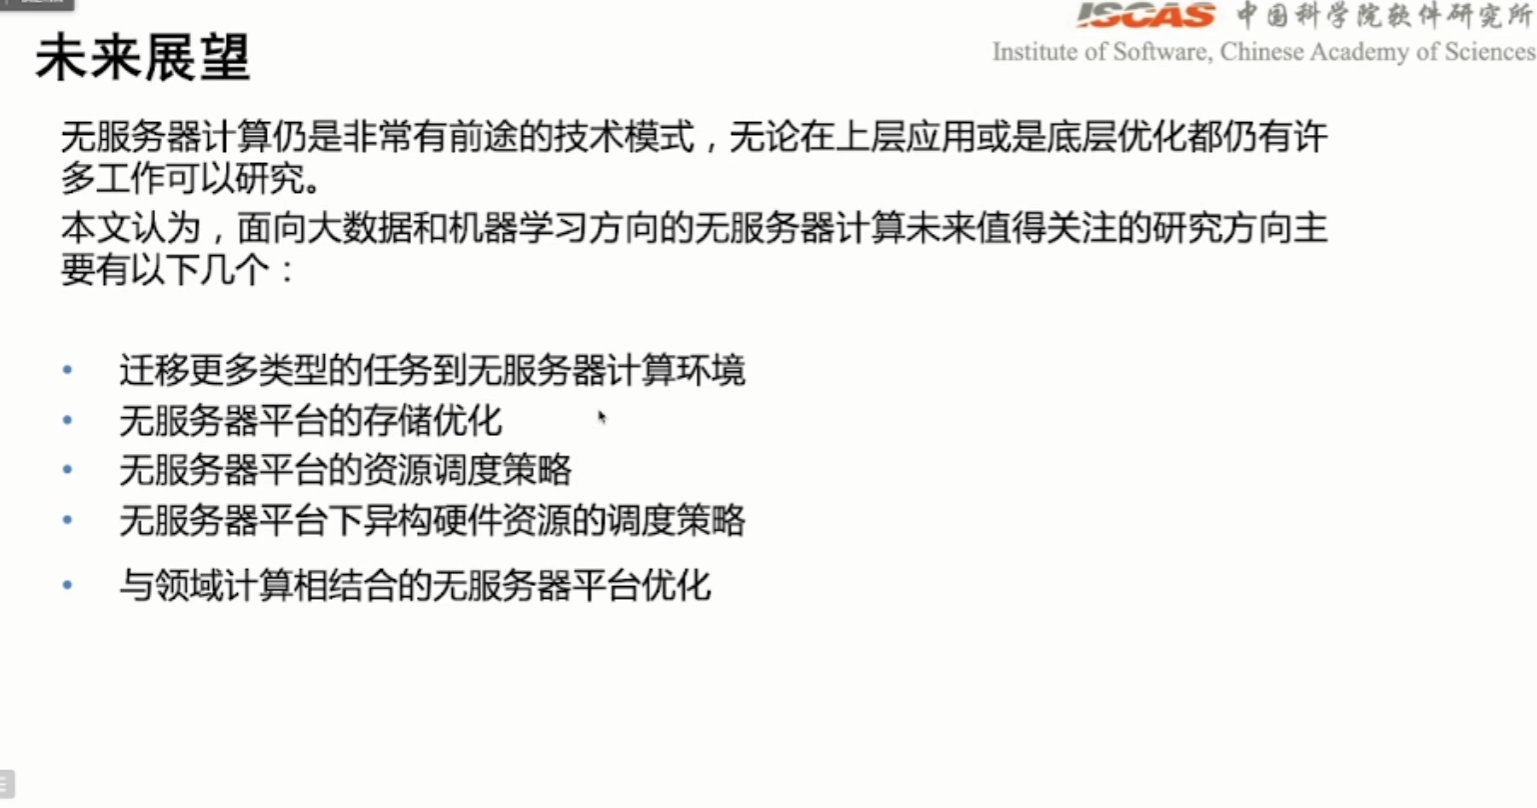 ISCAS 中国科学院软件研究所
Institute of Software, Chinese Academy of Sciences
未来展望
无服务器计算仍是非常有前途的技术模式，无论在上层应用或是底层优化都仍有许
多工作可以研究。
本文认为，面向大数据和机器学习方向的无服务器计算未来值得关注的研究方向主
要有以下几个：
• 迁移更多类型的任务到无服务器计算环境
• 无服务器平台的存储优化
• 无服务器平台的资源调度策略
• 无服务器平台下异构硬件资源的调度策略
• 与领域计算相结合的无服务器平台优化